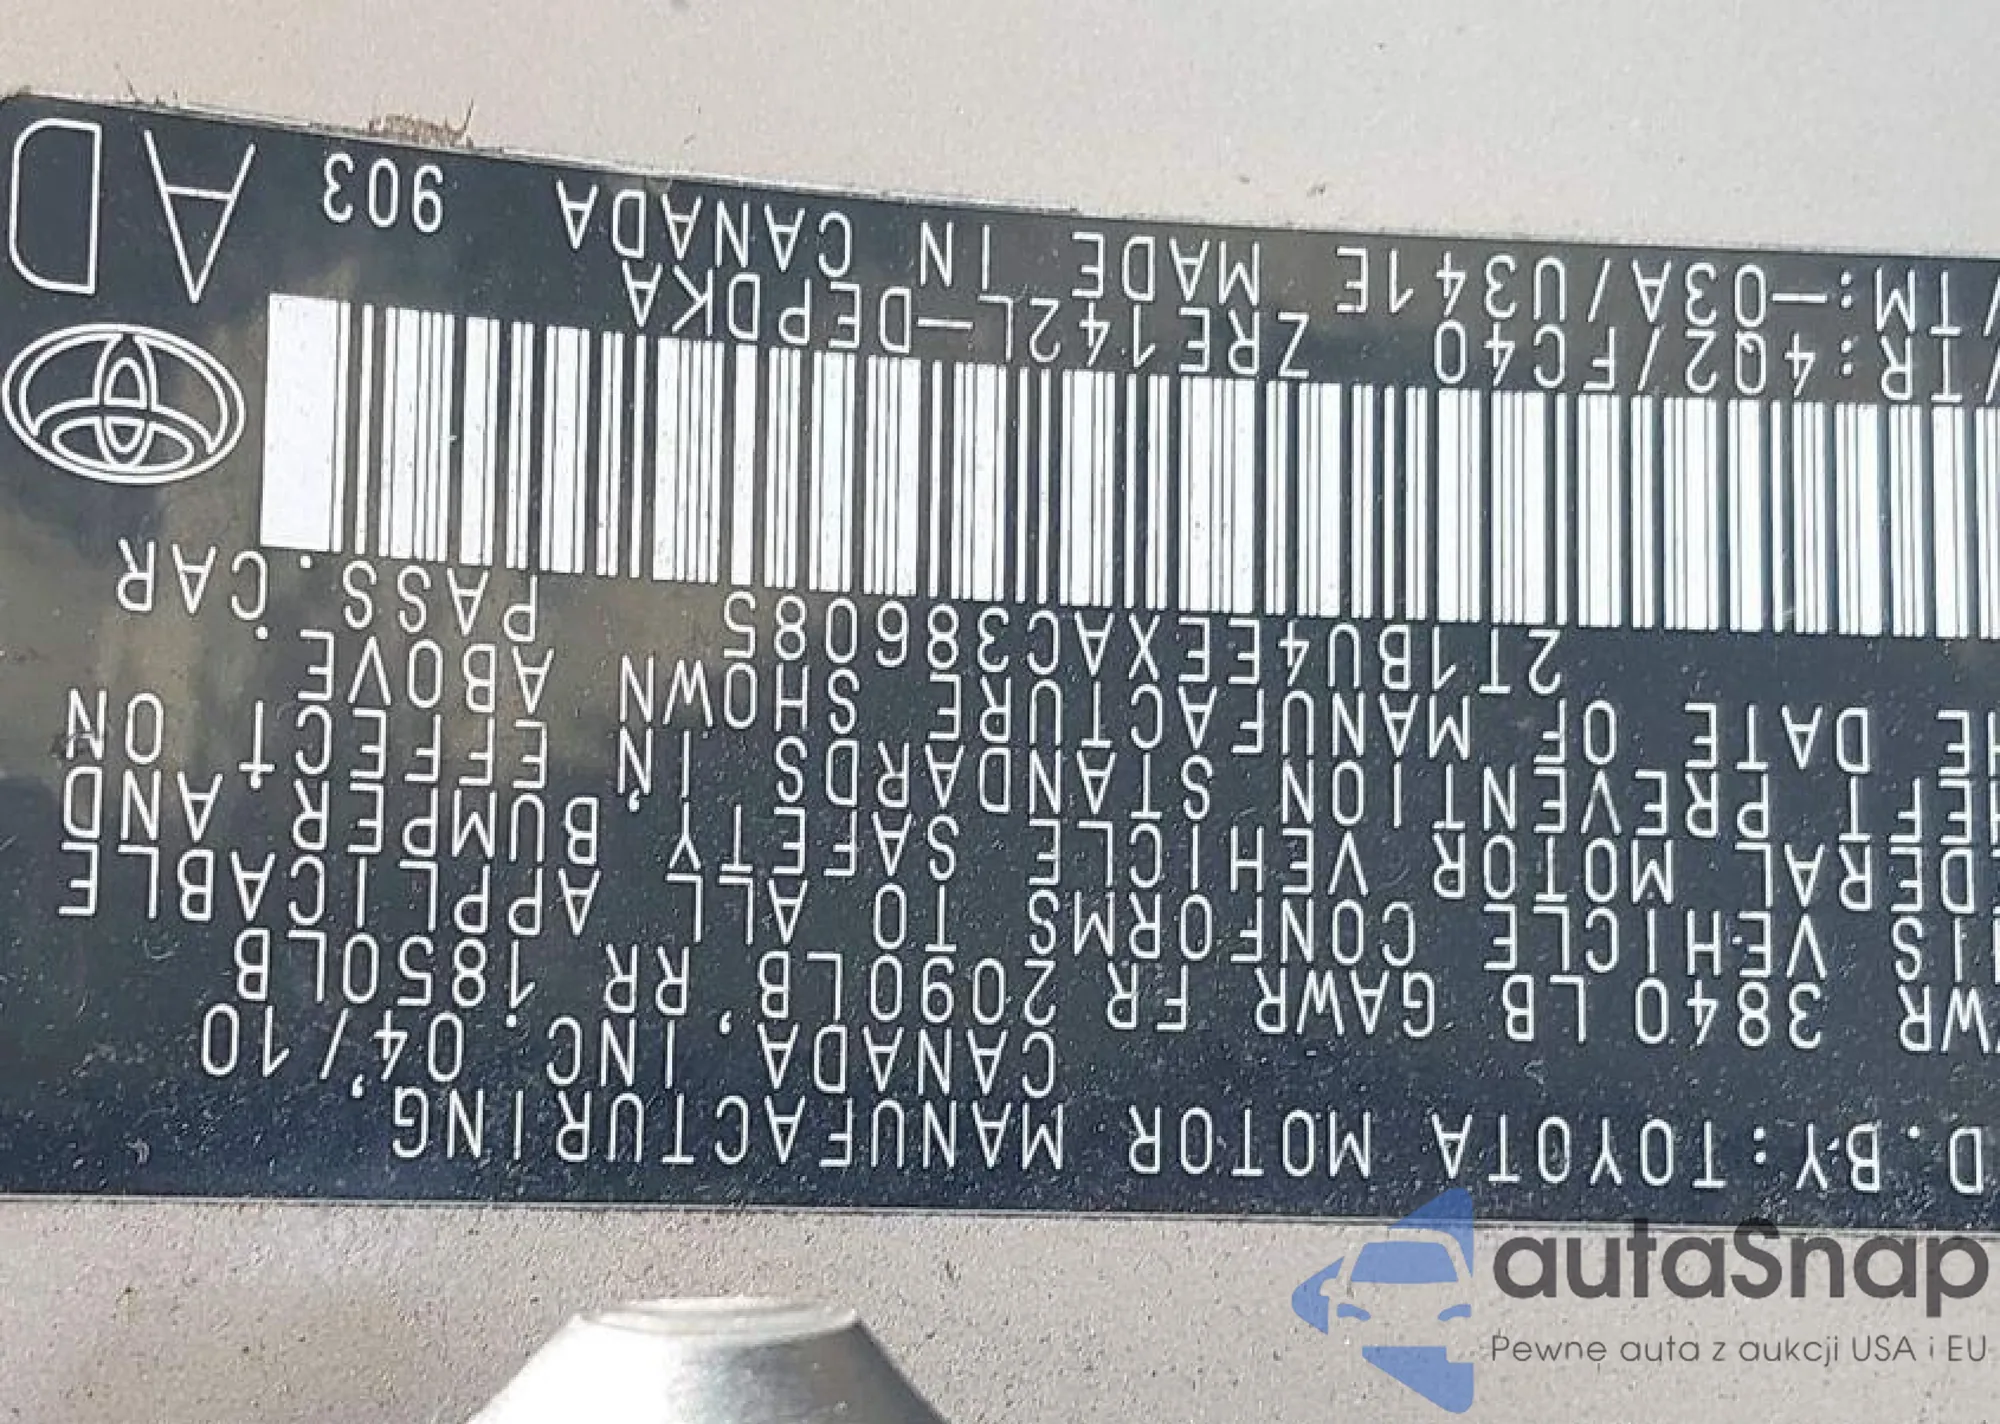 D.BY:TOYOTA MOTOR MANUFACTURING
CANADA, INC. 04/10
WR 3840 LB GAWR FR 2090LB, RR 1850LB
IS VEHICLE CONFORMS TO ALL APPLICABLE
DERAL MOTOR VEHICLE SAFETY, BUMPER, AND
HEFT PREVENTION STANDARDS IN EFFECT ON
HE DATE OF MANUFACTURE SHOWN ABOVE.
2T1BU4EEXAC386085 PASS.CAR
/TR:4Q2/FC40 ZRE142L-DEPDKA
/TM:-03A/U341E MADE IN CANADA 903
AD
autaSnap
Pewne auta z aukcji USA i EU